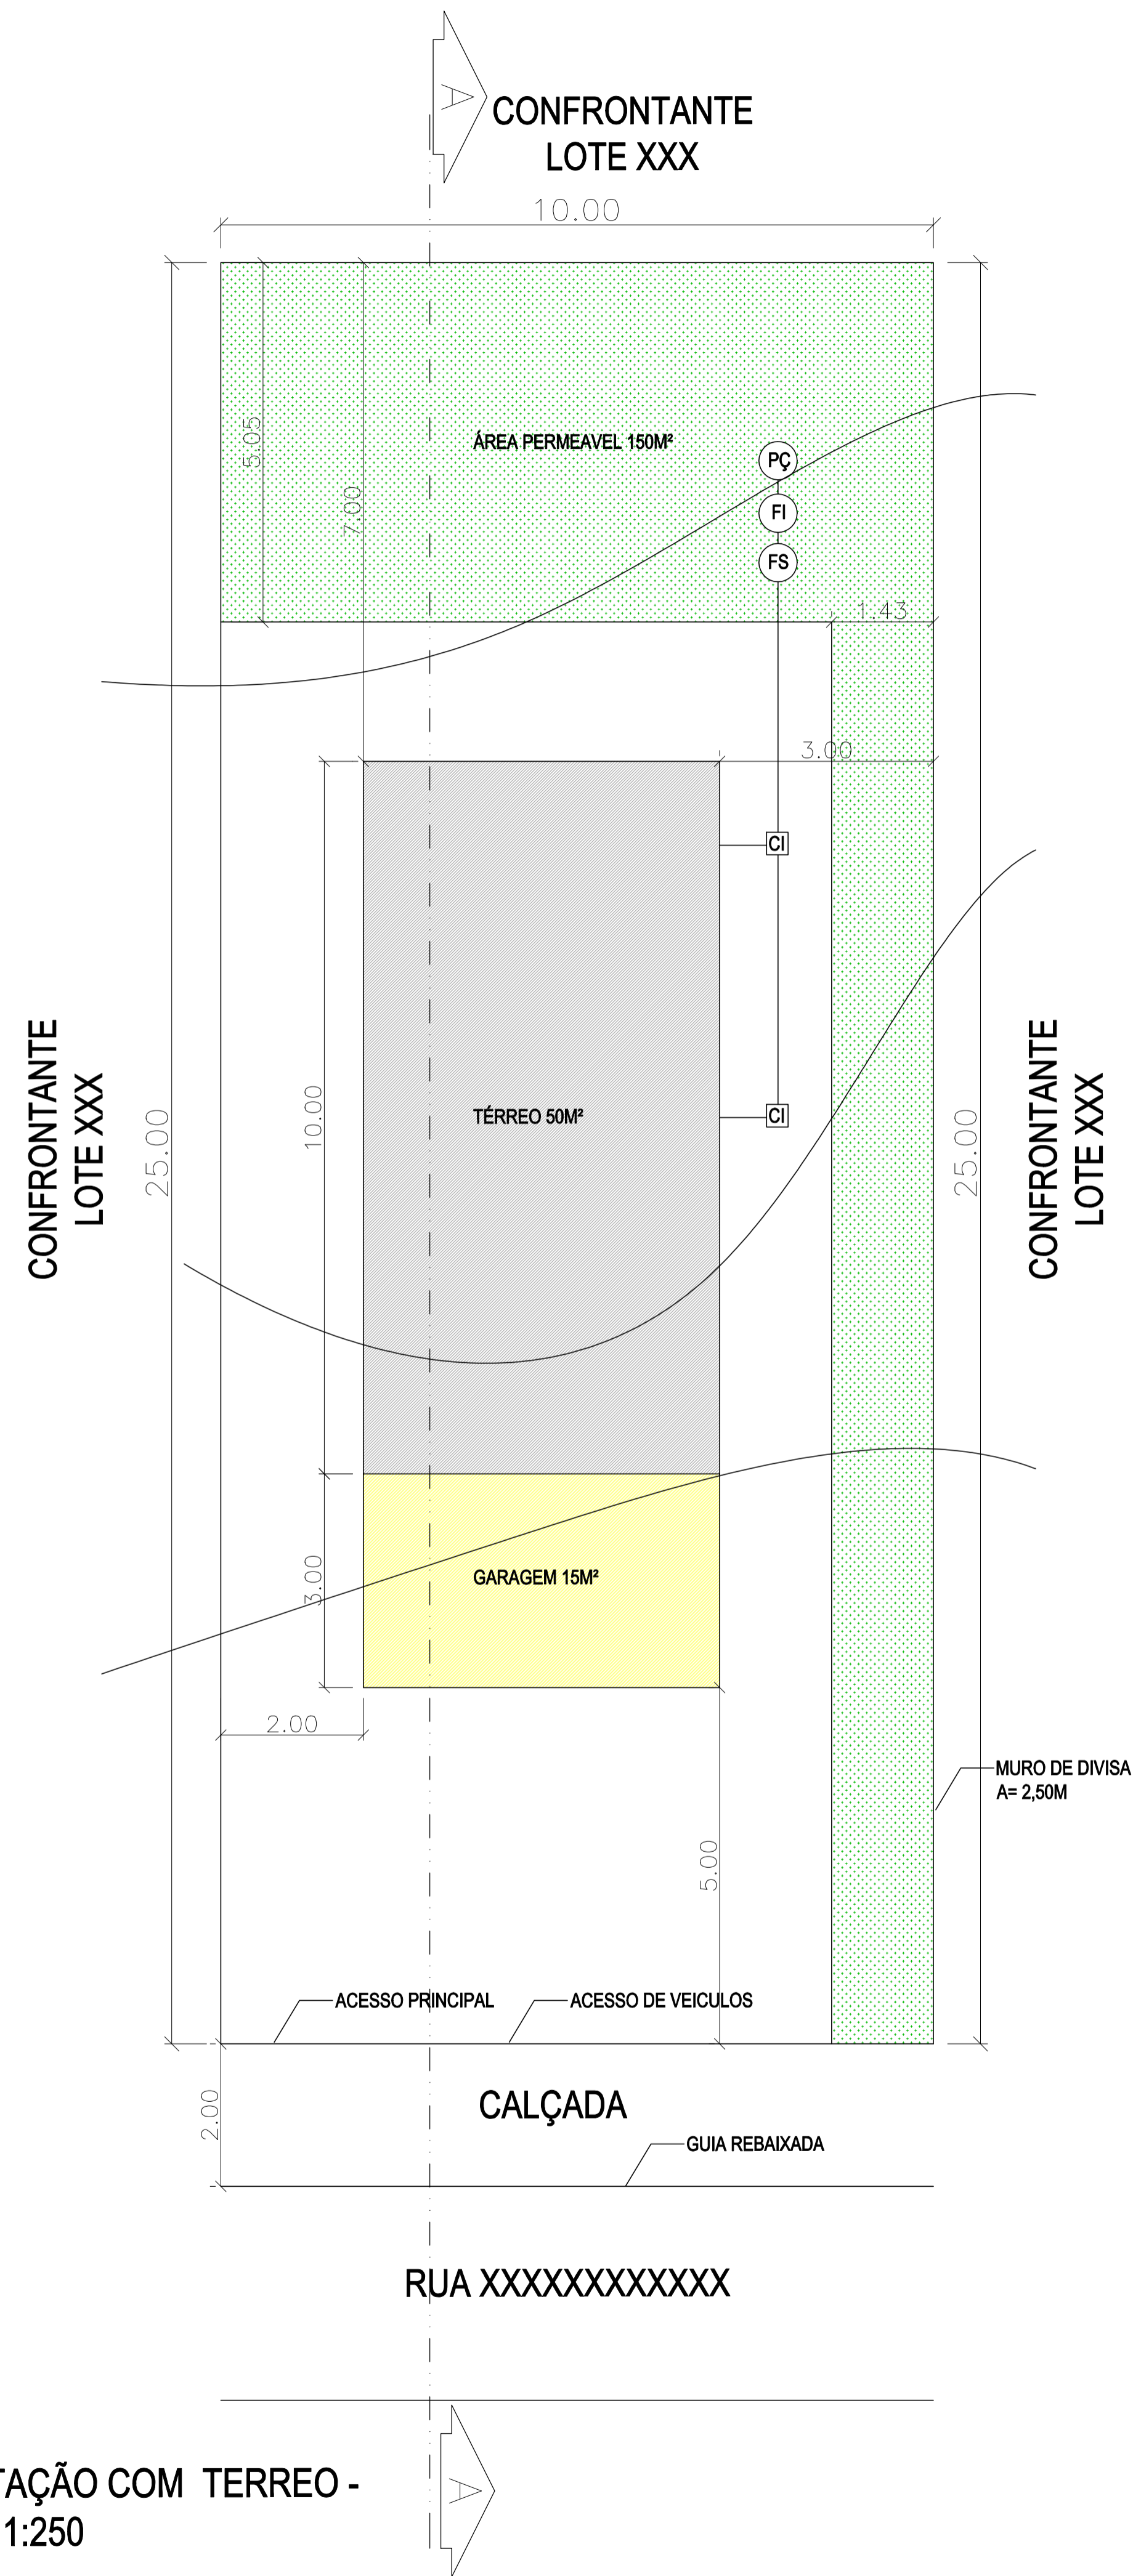 A
CONFRONTANTE
LOTE XXX
10.00
5.05
ÁREA PERMEAVEL 150M²
PÇ
7.00
FI
FS
1.43
3.00
CI
CONFRONTANTE
LOTE XXX
25.00
10.00
TÉRREO 50M²
CI
25.00
CONFRONTANTE
LOTE XXX
3.00
GARAGEM 15M²
2.00
MURO DE DIVISA
A= 2,50M
5.00
ACESSO PRINCIPAL
ACESSO DE VEICULOS
2.00
CALÇADA
GUIA REBAIXADA
RUA XXXXXXXXXXXX
TAÇÃO COM TERREO -
1:250
A